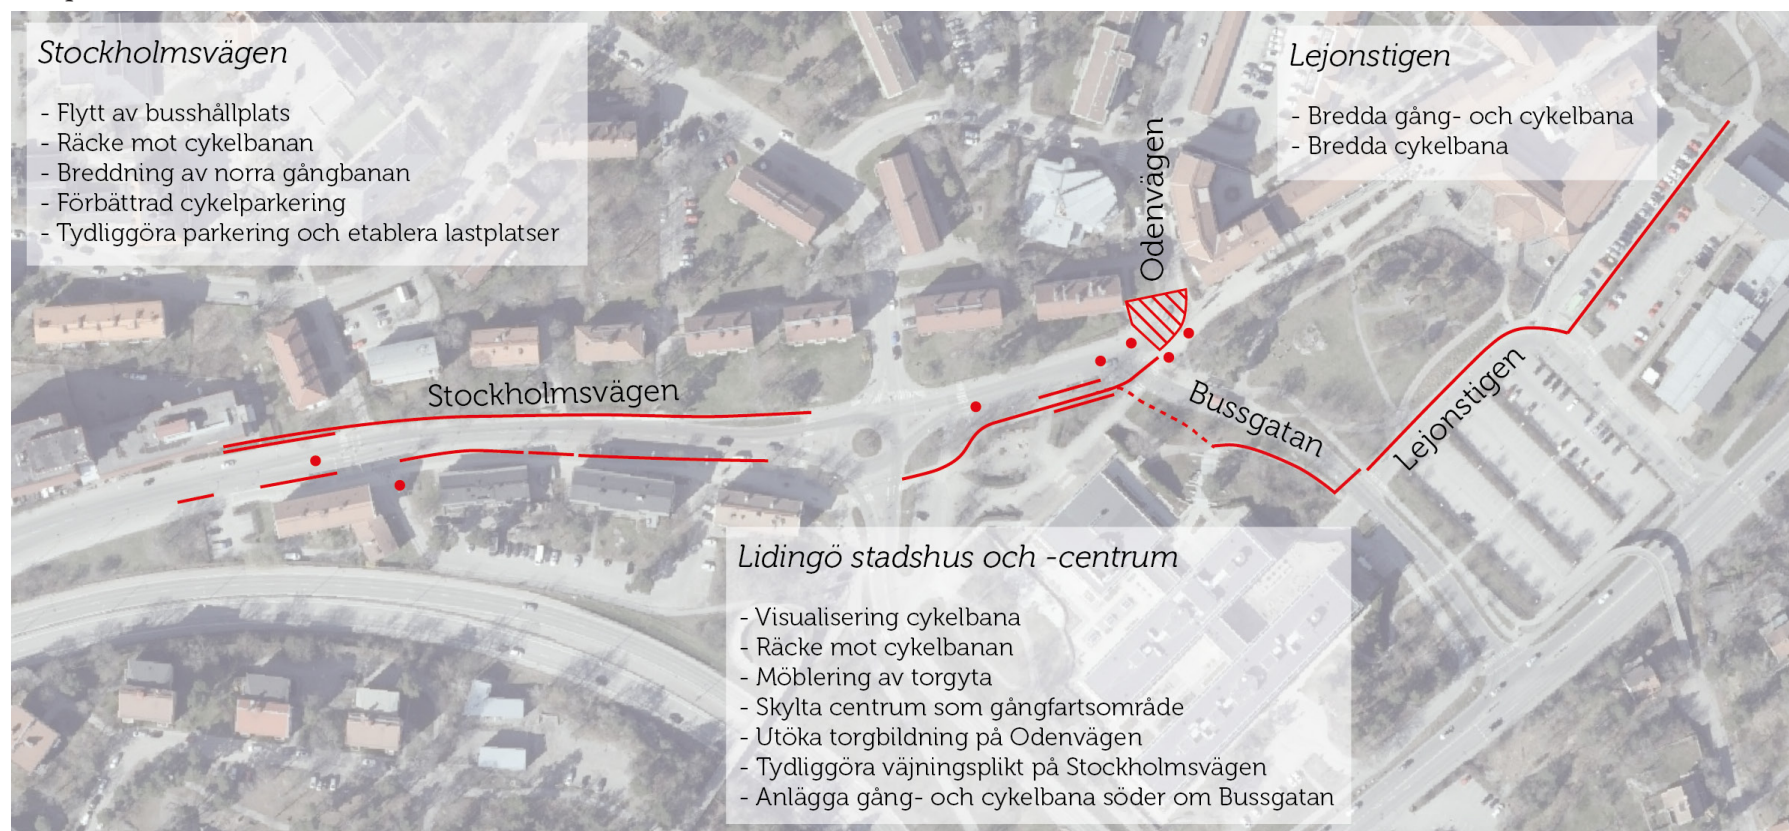 Stockholmsvägen
- Flytt av busshållplats
- Räcke mot cykelbanan
- Breddning av norra gångbanan
- Förbättrad cykelparkering
- Tydliggöra parkering och etablera lastplatser
Lejonstigen
- Bredda gång- och cykelbana
- Bredda cykelbana
Odenvägen
Stockholmsvägen
Bussgatan
Lejonstigen
Lidingö stadshus och -centrum
- Visualisering cykelbana
- Räcke mot cykelbanan
- Möblering av torgyta
- Skylta centrum som gångfartsområde
- Utöka torgbildning på Odenvägen
- Tydliggöra väjningsplikt på Stockholmsvägen
- Anlägga gång- och cykelbana söder om Bussgatan